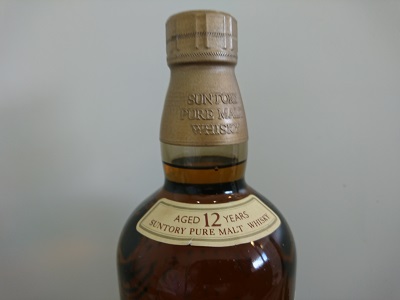 SUNTORY
PURE MALT
WHISKY
AGED 12 YEARS
SUNTORY PURE MALT WHISKY